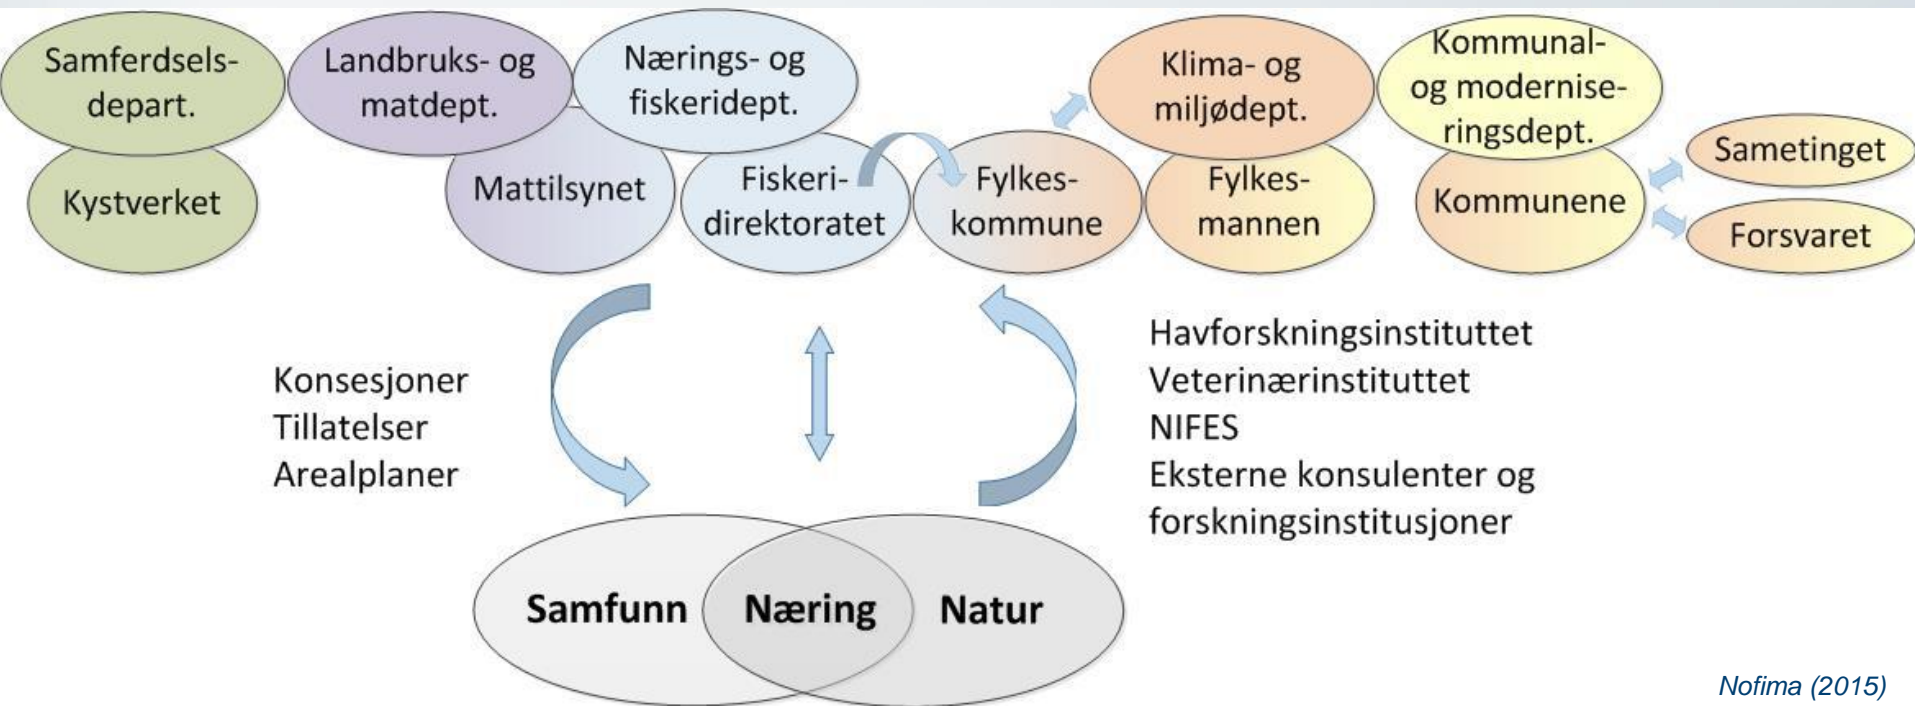 Samferdsels-
depart.
Landbruks- og
matdept.
Nærings- og
fiskeridept.
Klima- og
miljødept.
Kommunal-
og modernise-
ringsdept.
Kystverket
Mattilsynet
Fiskeri-
direktoratet
Fylkes-
kommune
Fylkes-
mannen
Kommunene
Sametinget
Forsvaret
Konsesjoner
Tillatelser
Arealplaner
Havforskningsinstituttet
Veterinærinstituttet
NIFES
Eksterne konsulenter og
forskningsinstitusjoner
Samfunn
Næring
Natur
Nofima (2015)